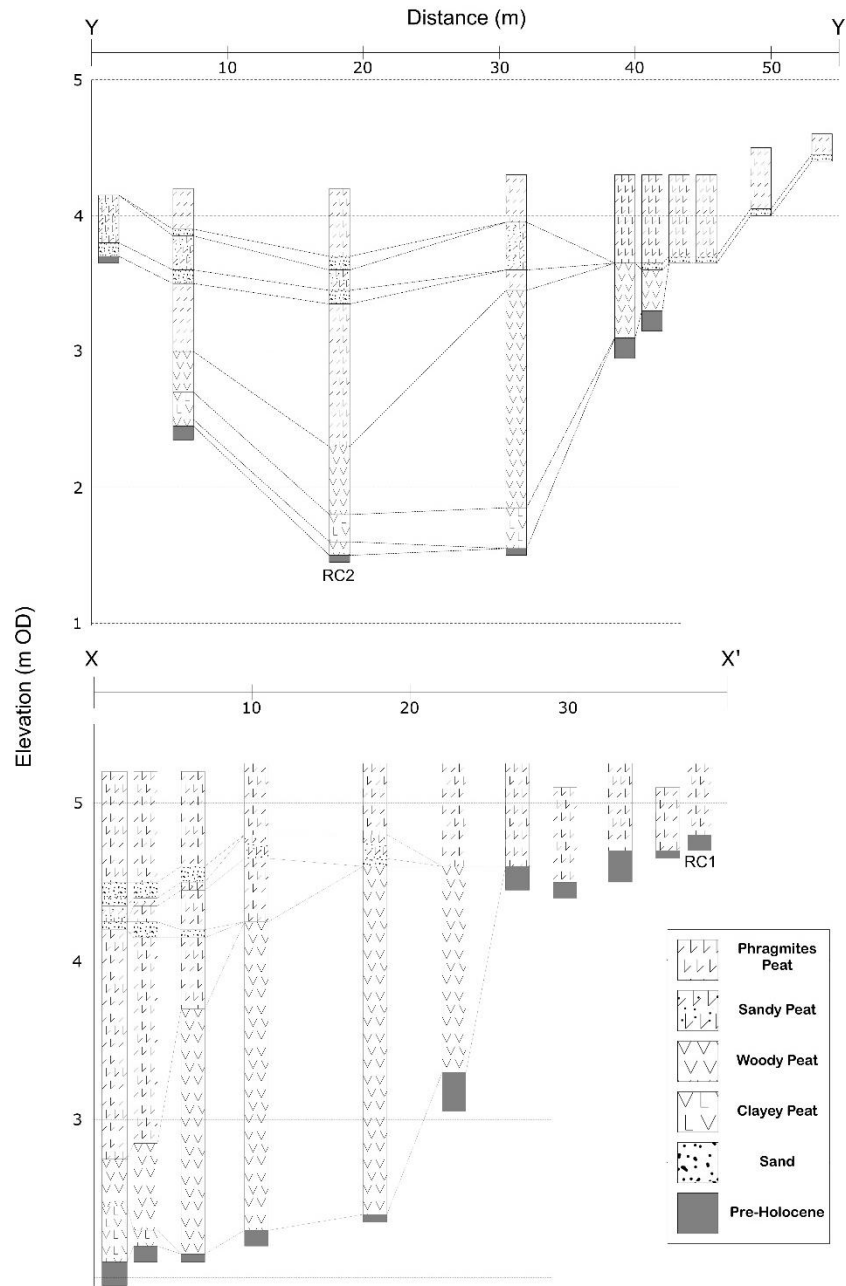 Distance (m)
Y Y
10 20 30 40 50
5
4
3
2
RC2
1
X X'
Elevation (m OD)
10 20 30
5
RC1
4
3
Phragmites
Peat
Sandy Peat
Woody Peat
Clayey Peat
Sand
Pre-Holocene